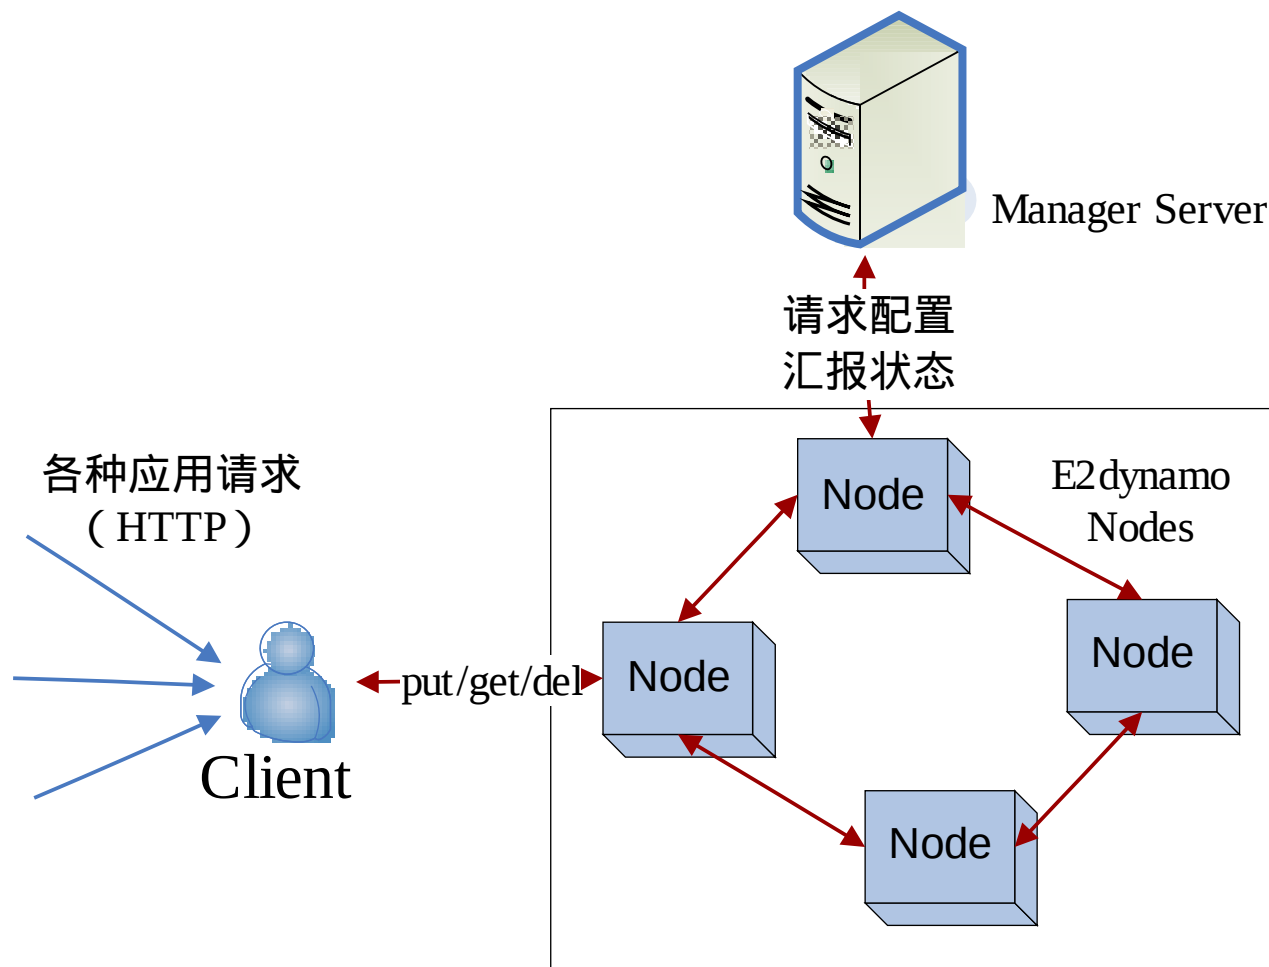 Manager Server
请求配置
汇报状态
各种应用请求
（HTTP）
E2dynamo
Nodes
Node
Node
Node
put/get/del
Client
Node